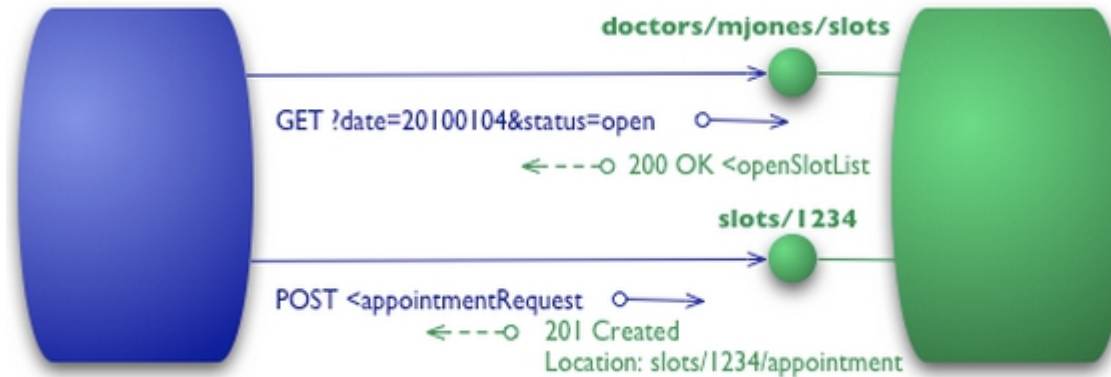 doctors/mjones/slots
GET ?date=20100104&status=open
200 OK <openSlotList
slots/1234
POST <appointmentRequest
201 Created
Location: slots/1234/appointment